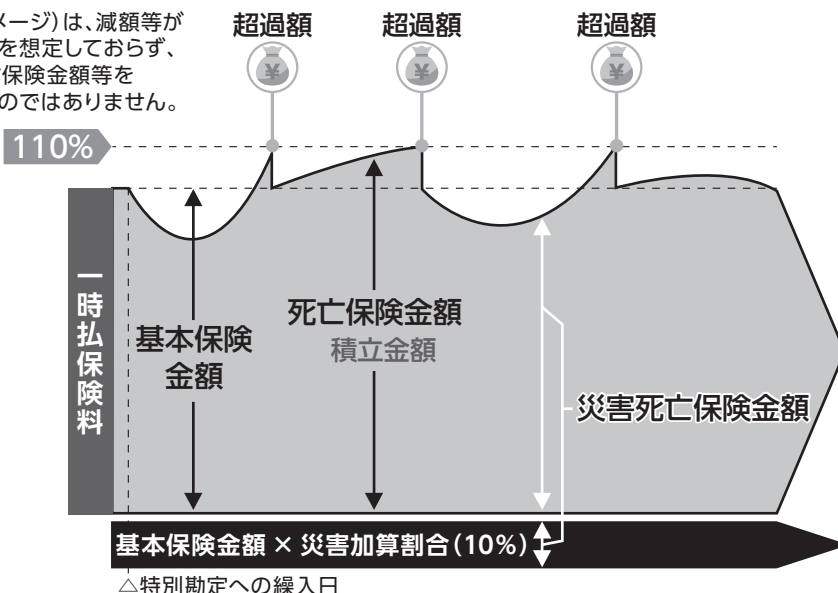 メージ)は、減額等が
を想定しておらず、
保険金額等を
のではありません。
超過額
超過額
超過額
¥
¥
¥
110%
一時払保険料
基本保険
金額
死亡保険金額
積立金額
災害死亡保険金額
基本保険金額 × 災害加算割合(10%)
△特別勘定への繰入日